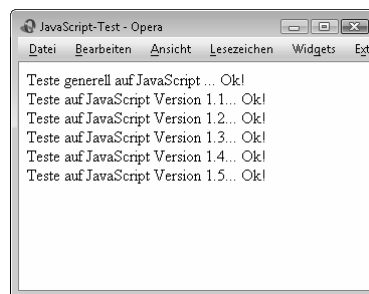 JavaScript-Test - Opera
Datei Bearbeiten Ansicht Lesezeichen Widgets Ext
Teste generell auf JavaScript ... Ok!
Teste auf JavaScript Version 1.1... Ok!
Teste auf JavaScript Version 1.2... Ok!
Teste auf JavaScript Version 1.3... Ok!
Teste auf JavaScript Version 1.4... Ok!
Teste auf JavaScript Version 1.5... Ok!